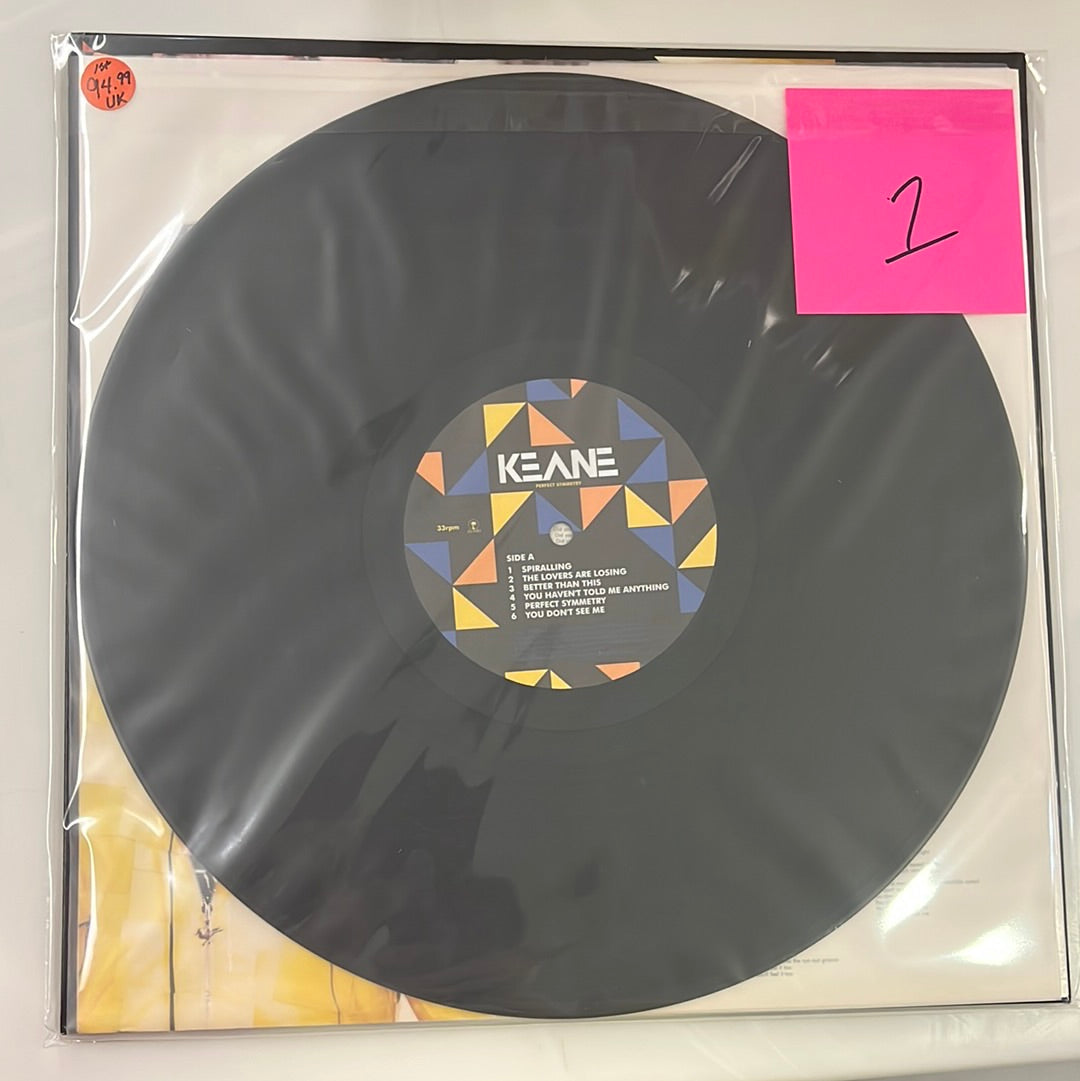 1st
94.99
UK
1
KEANE
PERFECT SYMMETRY
33rpm
SIDE A
1 SPIRALLING
2 THE LOVERS ARE LOSING
3 BETTER THAN THIS
4 YOU HAVEN'T TOLD ME ANYTHING
5 PERFECT SYMMETRY
6 YOU DON'T SEE ME